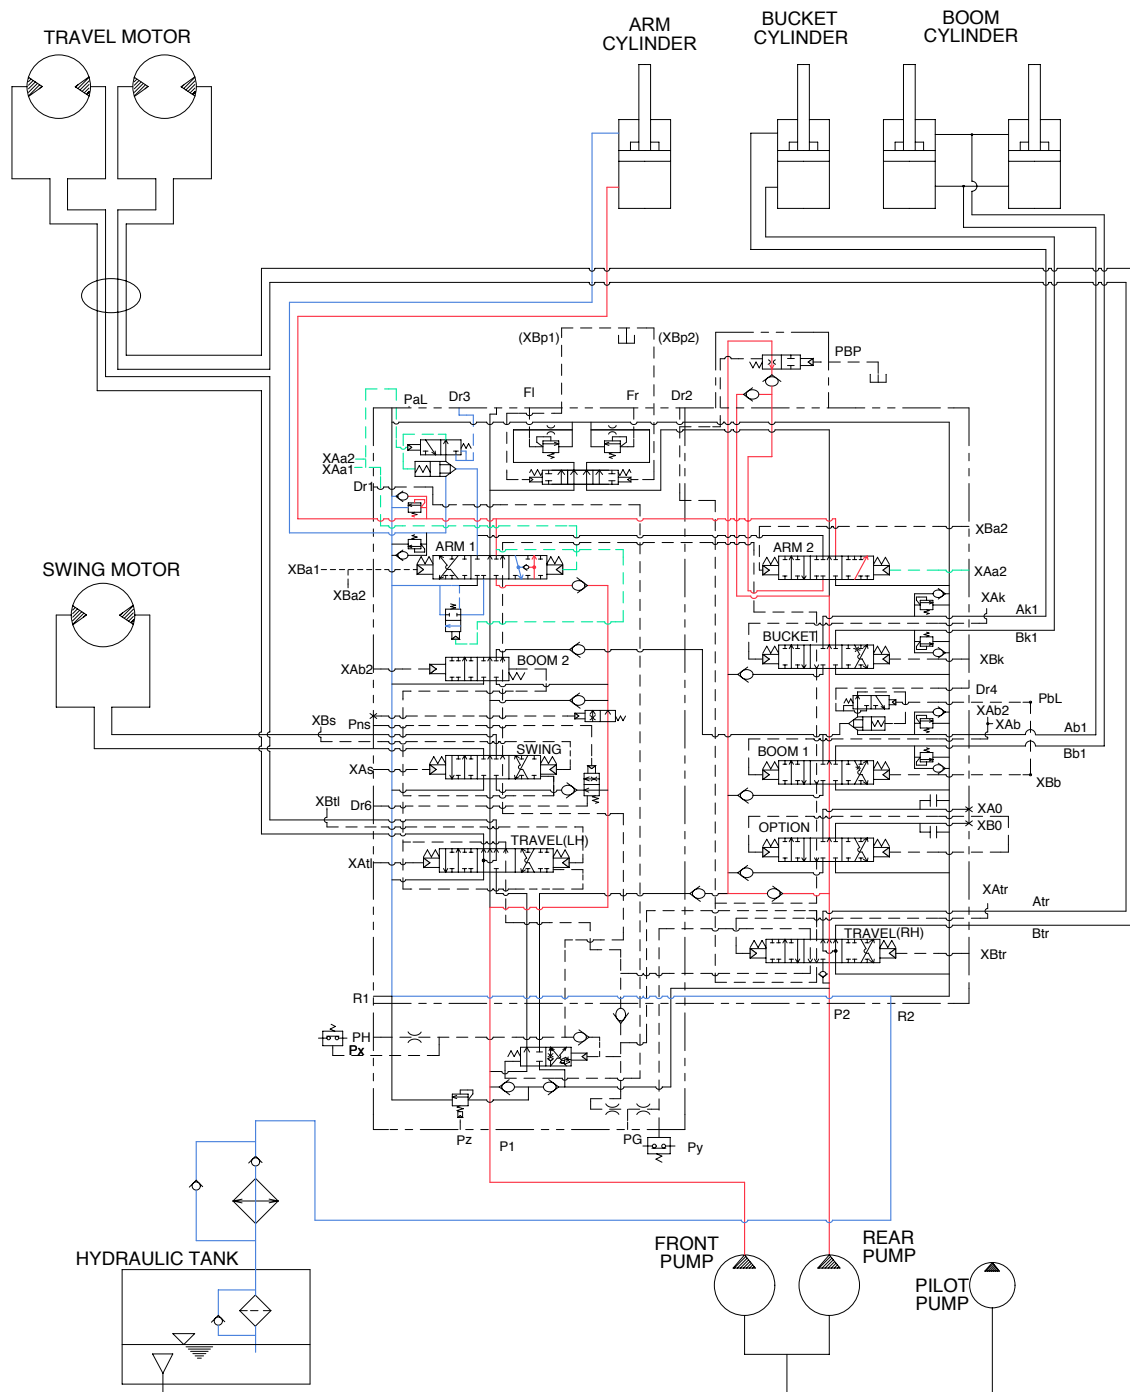 TRAVEL MOTOR
ARM
CYLINDER
BUCKET
CYLINDER
BOOM
CYLINDER
(XBp1)
(XBp2)
PBP
PaL
Dr3
Fl
Fr
Dr2
XAa2
XAa1
Dr1
XBa2
ARM 1
ARM 2
SWING MOTOR
XBa1
XBa2
XAa2
XAk
Ak1
BUCKET
Bk1
XAb2
BOOM 2
XBk
Dr4
PbL
XAb2
XAb
Ab1
XBs
Pns
SWING
BOOM 1
Bb1
XAs
XBb
XBtl
Dr6
XA0
XB0
OPTION
TRAVEL(LH)
XAtl
XAtr
Atr
TRAVEL(RH)
Btr
XBtr
R1
P2
R2
PH
Px
Pz
P1
PG
Py
FRONT
PUMP
REAR
PUMP
HYDRAULIC TANK
PILOT
PUMP